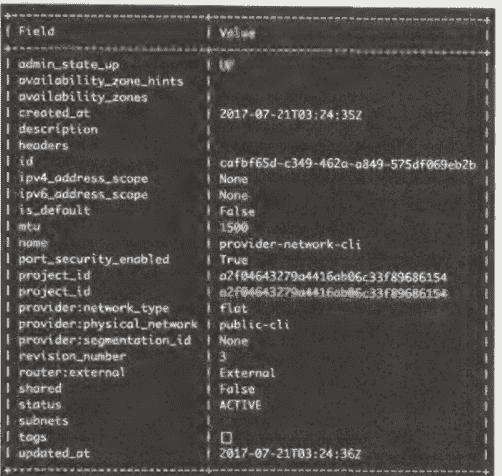 Field | Value
admin_state_up | UP
availability_zone_hints |
availability_zones |
created_at | 2017-07-21T03:24:35Z
description |
headers |
id | cafbf65d-c349-462a-a849-575df069eb2b
ipv4_address_scope | None
ipv6_address_scope | None
is_default | False
mtu | 1500
name | provider-network-cli
port_security_enabled | True
project_id | a2f04643279a4416ab06c33f89686154
project_id | a2f04643279a4416ab06c33f89686154
provider:network_type | flat
provider:physical_network | public-cli
provider:segmentation_id | None
revision_number | 3
router:external | External
shared | False
status | ACTIVE
subnets |
tags | []
updated_at | 2017-07-21T03:24:36Z